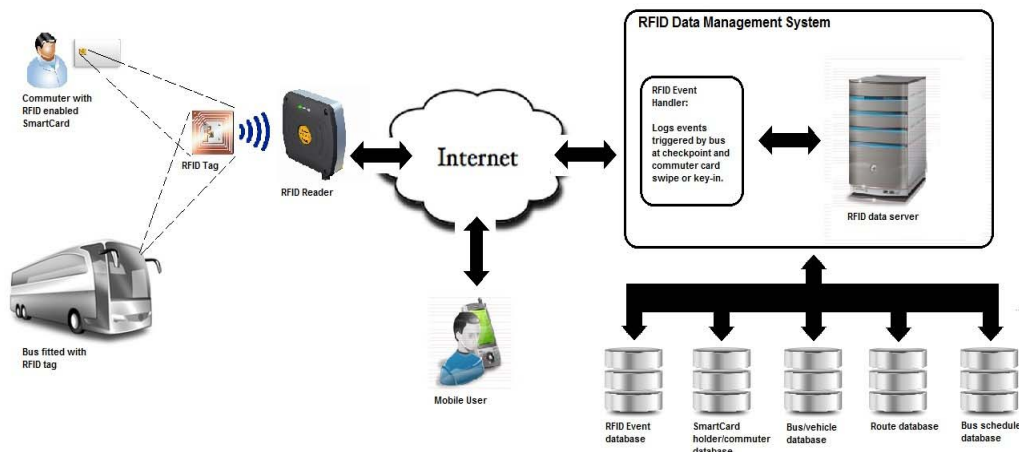 RFID Data Management System
Commuter with
RFID enabled
SmartCard
RFID Tag
RFID Reader
Internet
RFID Event
Handler:
Logs events
triggered by bus
at checkpoint and
commuter card
swipe or key-in.
RFID data server
Bus fitted with
RFID tag
Mobile User
RFID Event
database
SmartCard
holder/commuter
database
Bus/vehicle
database
Route database
Bus schedule
database